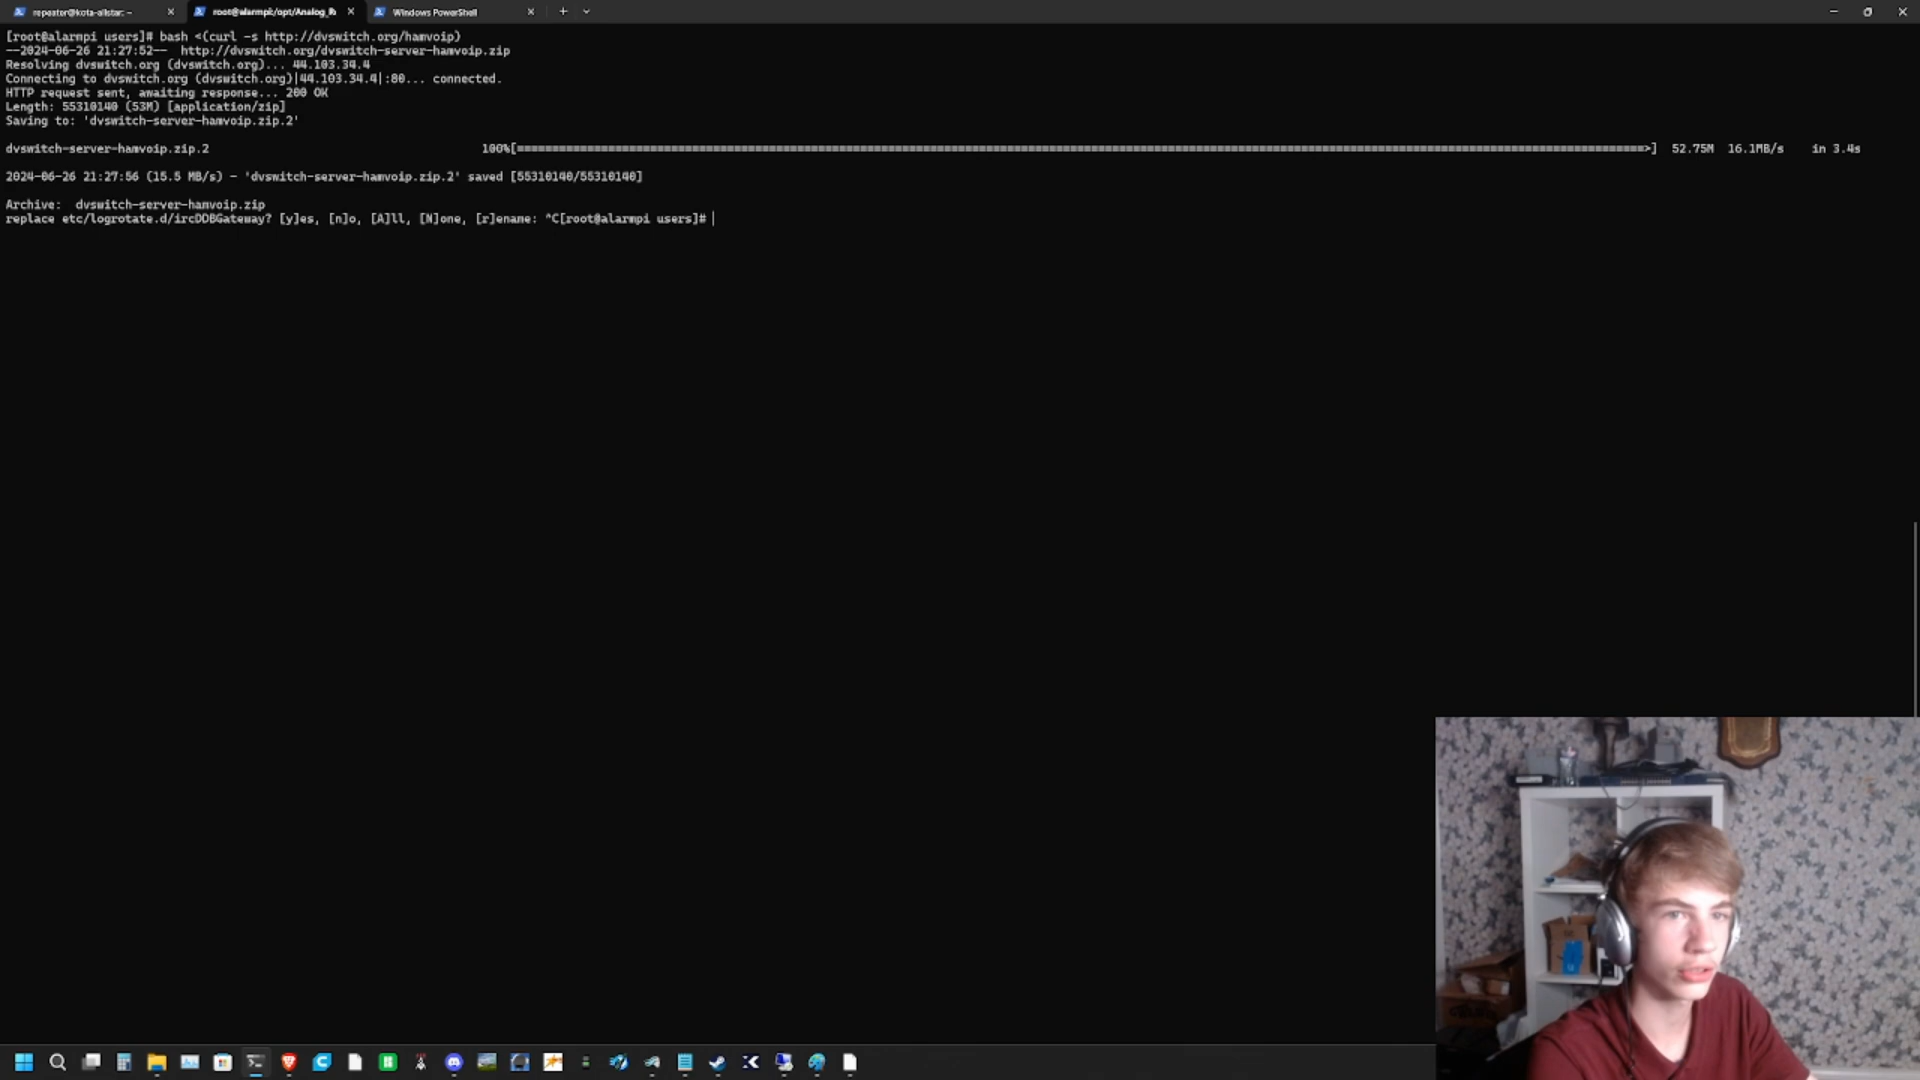 repeater@kota-allstar: ~
root@alarmpi:/opt/Analog_R
Windows PowerShell
[root@alarmpi users]# bash <(curl -s http://dvswitch.org/hamvoip)
--2024-06-26 21:27:52--  http://dvswitch.org/dvswitch-server-hamvoip.zip
Resolving dvswitch.org (dvswitch.org)... 44.103.34.4
Connecting to dvswitch.org (dvswitch.org)|44.103.34.4|:80... connected.
HTTP request sent, awaiting response... 200 OK
Length: 55310140 (53M) [application/zip]
Saving to: 'dvswitch-server-hamvoip.zip.2'
dvswitch-server-hamvoip.zip.2 100%[=====================================>] 52.75M 16.1MB/s in 3.4s
2024-06-26 21:27:56 (15.5 MB/s) - 'dvswitch-server-hamvoip.zip.2' saved [55310140/55310140]
Archive:  dvswitch-server-hamvoip.zip
replace etc/logrotate.d/ircDDBGateway? [y]es, [n]o, [A]ll, [N]one, [r]ename: ^C[root@alarmpi users]#